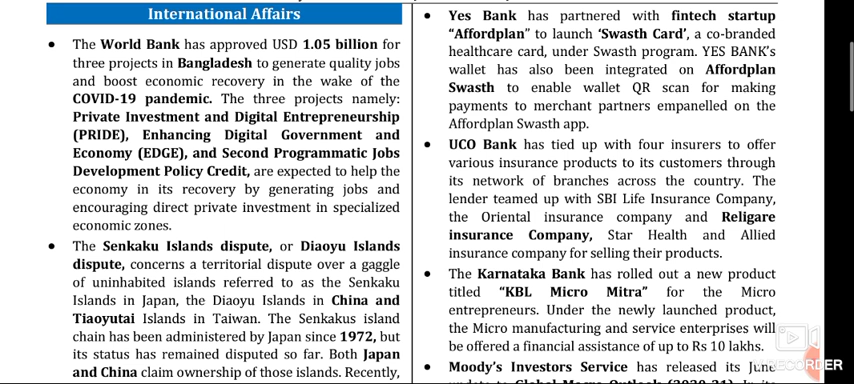 International Affairs
• The World Bank has approved USD 1.05 billion for
three projects in Bangladesh to generate quality jobs
and boost economic recovery in the wake of the
COVID-19 pandemic. The three projects namely:
Private Investment and Digital Entrepreneurship
(PRIDE), Enhancing Digital Government and
Economy (EDGE), and Second Programmatic Jobs
Development Policy Credit, are expected to help the
economy in its recovery by generating jobs and
encouraging direct private investment in specialized
economic zones.
• The Senkaku Islands dispute, or Diaoyu Islands
dispute, concerns a territorial dispute over a gaggle
of uninhabited islands referred to as the Senkaku
Islands in Japan, the Diaoyu Islands in China and
Tiaoyutai Islands in Taiwan. The Senkakus island
chain has been administered by Japan since 1972, but
its status has remained disputed so far. Both Japan
and China claim ownership of those islands. Recently,
• Yes Bank has partnered with fintech startup
“Affordplan” to launch ‘Swasth Card’, a co-branded
healthcare card, under Swasth program. YES BANK’s
wallet has also been integrated on Affordplan
Swasth to enable wallet QR scan for making
payments to merchant partners empanelled on the
Affordplan Swasth app.
• UCO Bank has tied up with four insurers to offer
various insurance products to its customers through
its network of branches across the country. The
lender teamed up with SBI Life Insurance Company,
the Oriental insurance company and Religare
insurance Company, Star Health and Allied
insurance company for selling their products.
• The Karnataka Bank has rolled out a new product
titled “KBL Micro Mitra” for the Micro
entrepreneurs. Under the newly launched product,
the Micro manufacturing and service enterprises will
be offered a financial assistance of up to Rs 10 lakhs.
• Moody’s Investors Service has released its June
update to Global Macro Outlook (2020-21). In its
RECORDER